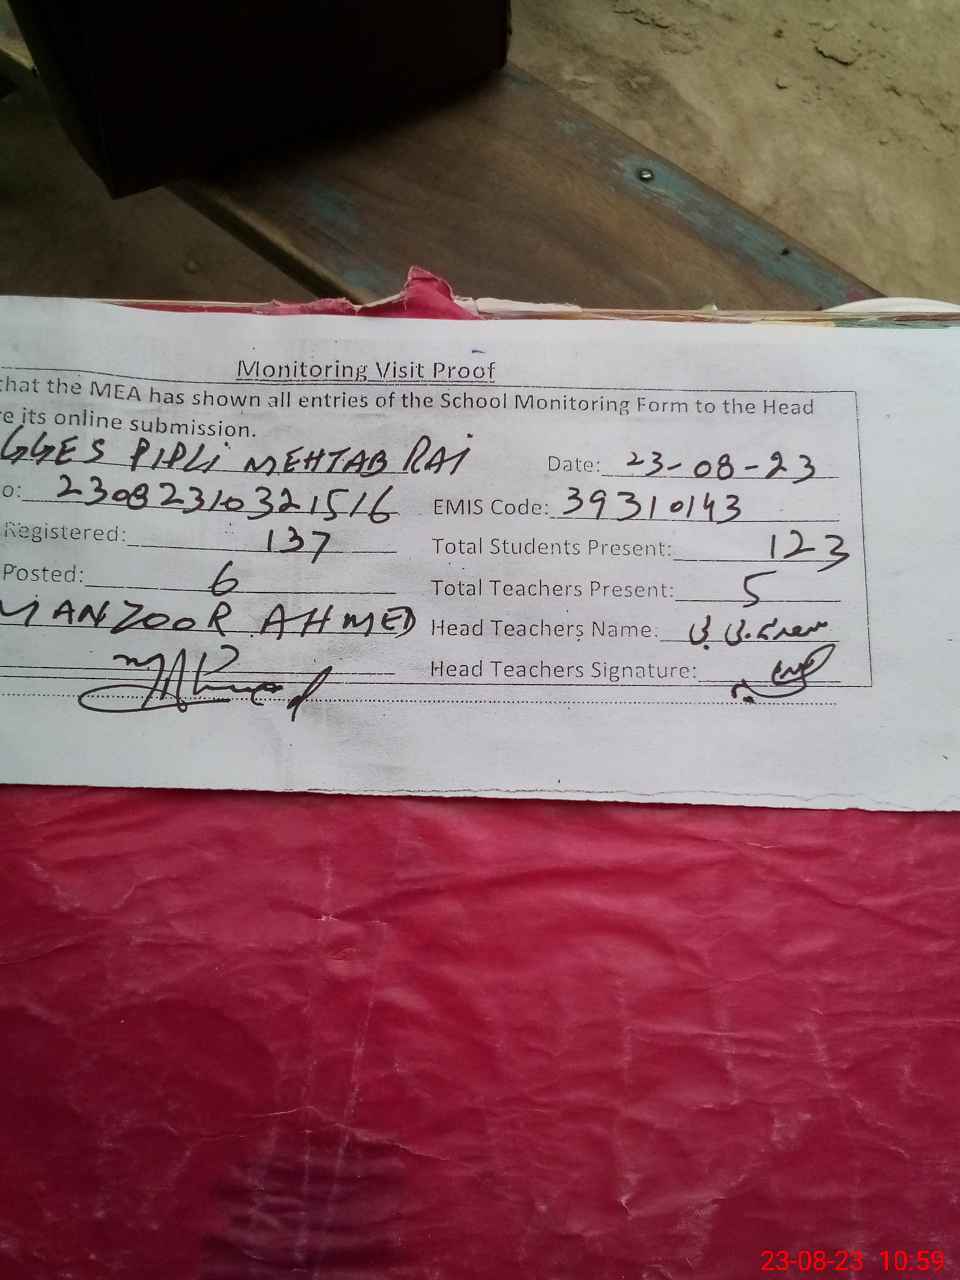 Monitoring Visit Proof
that the MEA has shown all entries of the School Monitoring Form to the Head
re its online submission.
GGES PIPLI MEHTAB RAI Date: 23-08-23
o: 23082310321516 EMIS Code: 39310143
Registered: 137 Total Students Present: 123
Posted: 6 Total Teachers Present: 5
MANZOOR AHMED Head Teachers Name:
Head Teachers Signature:
23-08-23 10:59